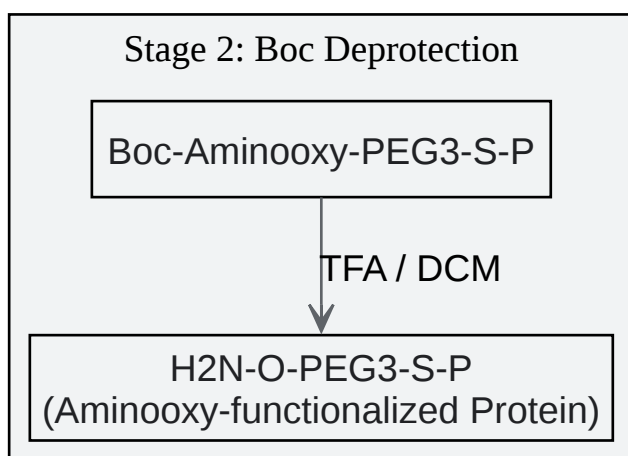 Stage 2: Boc Deprotection
Boc-Aminooxy-PEG3-S-P
TFA / DCM
H2N-O-PEG3-S-P
(Aminooxy-functionalized Protein)